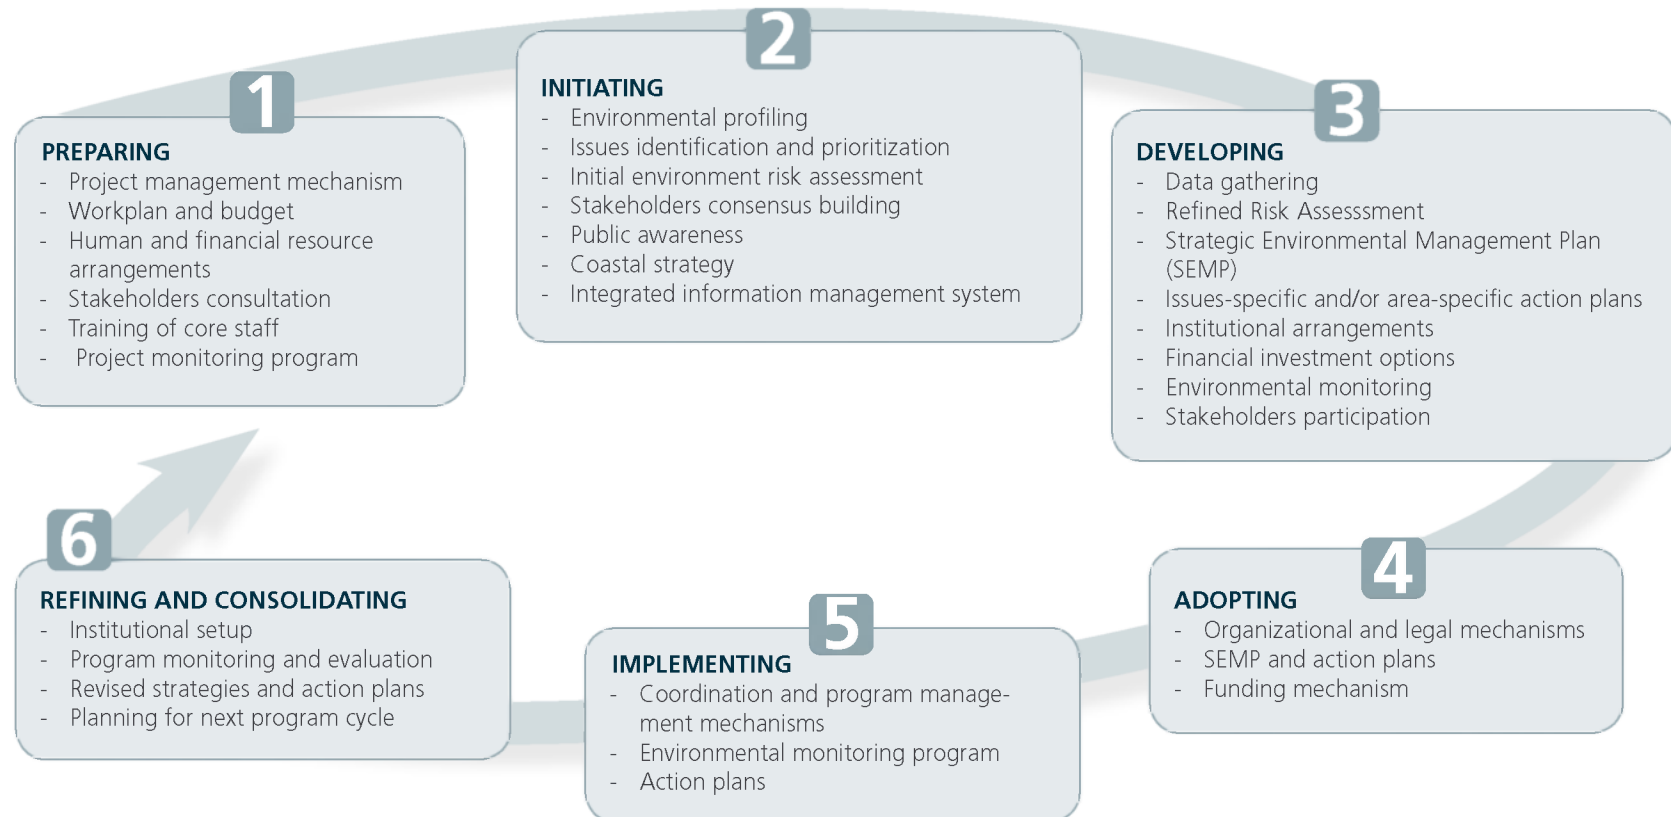 1
PREPARING
- Project management mechanism
- Workplan and budget
- Human and financial resource
arrangements
- Stakeholders consultation
- Training of core staff
- Project monitoring program
2
INITIATING
- Environmental profiling
- Issues identification and prioritization
- Initial environment risk assessment
- Stakeholders consensus building
- Public awareness
- Coastal strategy
- Integrated information management system
3
DEVELOPING
- Data gathering
- Refined Risk Assesssment
- Strategic Environmental Management Plan
(SEMP)
- Issues-specific and/or area-specific action plans
- Institutional arrangements
- Financial investment options
- Environmental monitoring
- Stakeholders participation
4
ADOPTING
- Organizational and legal mechanisms
- SEMP and action plans
- Funding mechanism
5
IMPLEMENTING
- Coordination and program manage-
ment mechanisms
- Environmental monitoring program
- Action plans
6
REFINING AND CONSOLIDATING
- Institutional setup
- Program monitoring and evaluation
- Revised strategies and action plans
- Planning for next program cycle